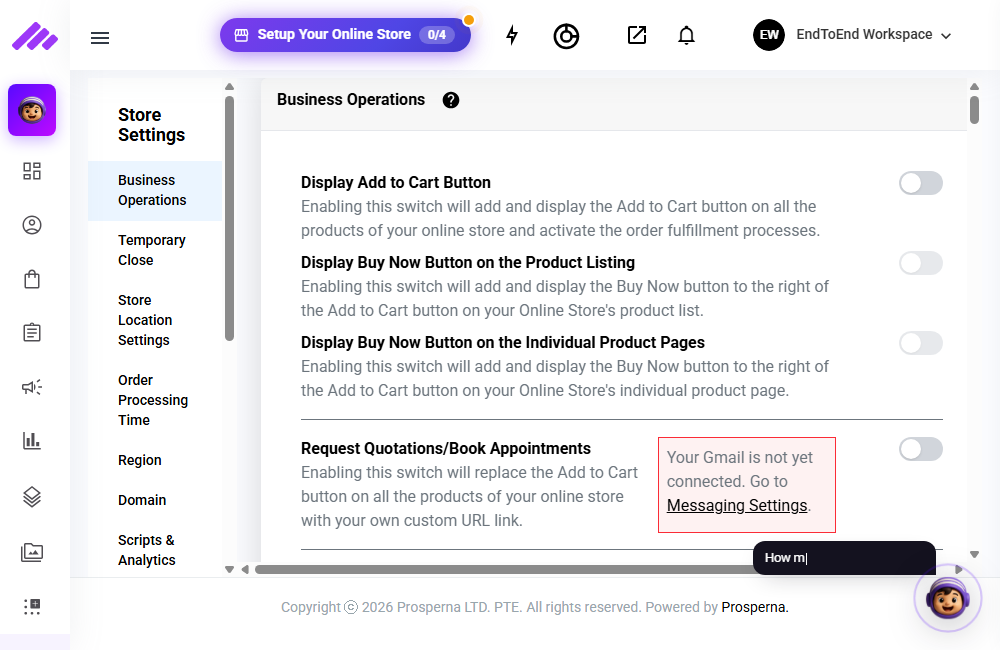 Setup Your Online Store 0/4
EW EndToEnd Workspace
Store
Settings
Business
Operations
Temporary
Close
Store
Location
Settings
Order
Processing
Time
Region
Domain
Scripts &
Analytics
Business Operations ?
Display Add to Cart Button
Enabling this switch will add and display the Add to Cart button on all the
products of your online store and activate the order fulfillment processes.
Display Buy Now Button on the Product Listing
Enabling this switch will add and display the Buy Now button to the right of
the Add to Cart button on your Online Store's product list.
Display Buy Now Button on the Individual Product Pages
Enabling this switch will add and display the Buy Now button to the right of
the Add to Cart button on your Online Store's individual product page.
Request Quotations/Book Appointments
Enabling this switch will replace the Add to Cart
button on all the products of your online store
with your own custom URL link.
Your Gmail is not yet
connected. Go to
Messaging Settings.
How m|
Copyright © 2026 Prosperna LTD. PTE. All rights reserved. Powered by Prosperna.